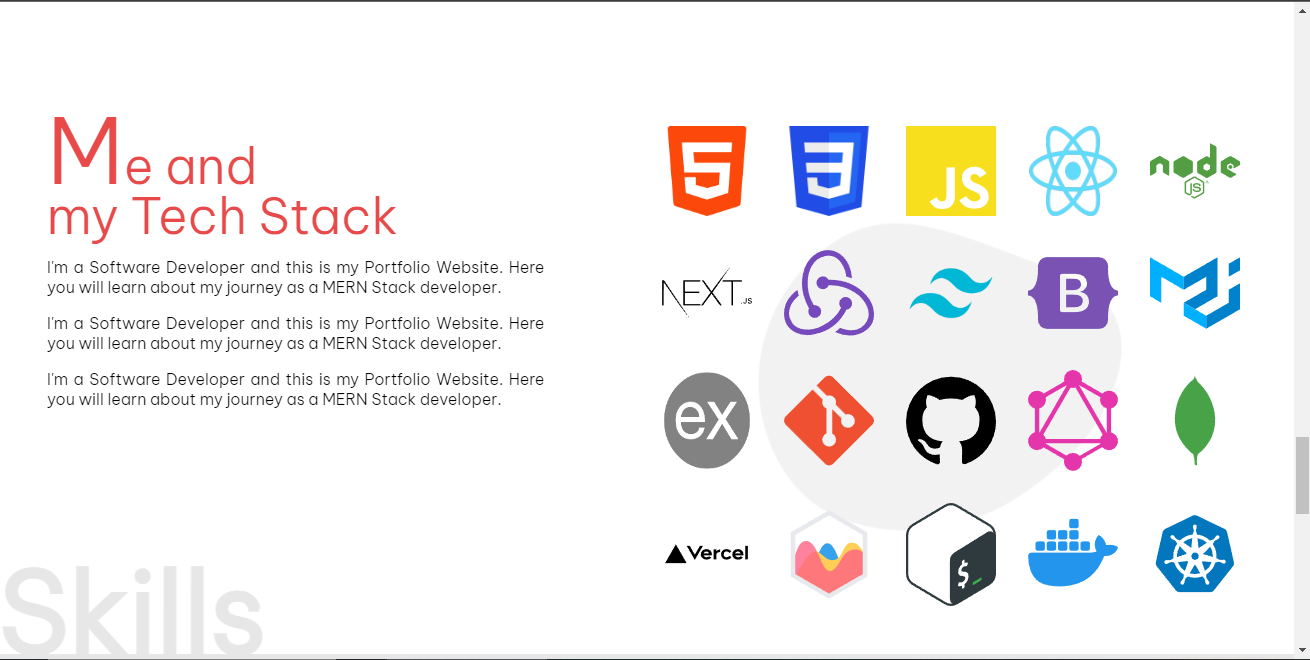 Me and
my Tech Stack
I'm a Software Developer and this is my Portfolio Website. Here
you will learn about my journey as a MERN Stack developer.
I'm a Software Developer and this is my Portfolio Website. Here
you will learn about my journey as a MERN Stack developer.
I'm a Software Developer and this is my Portfolio Website. Here
you will learn about my journey as a MERN Stack developer.
5
3
JS
node
JS
NEXT.JS
B
ex
Vercel
$_
Skills